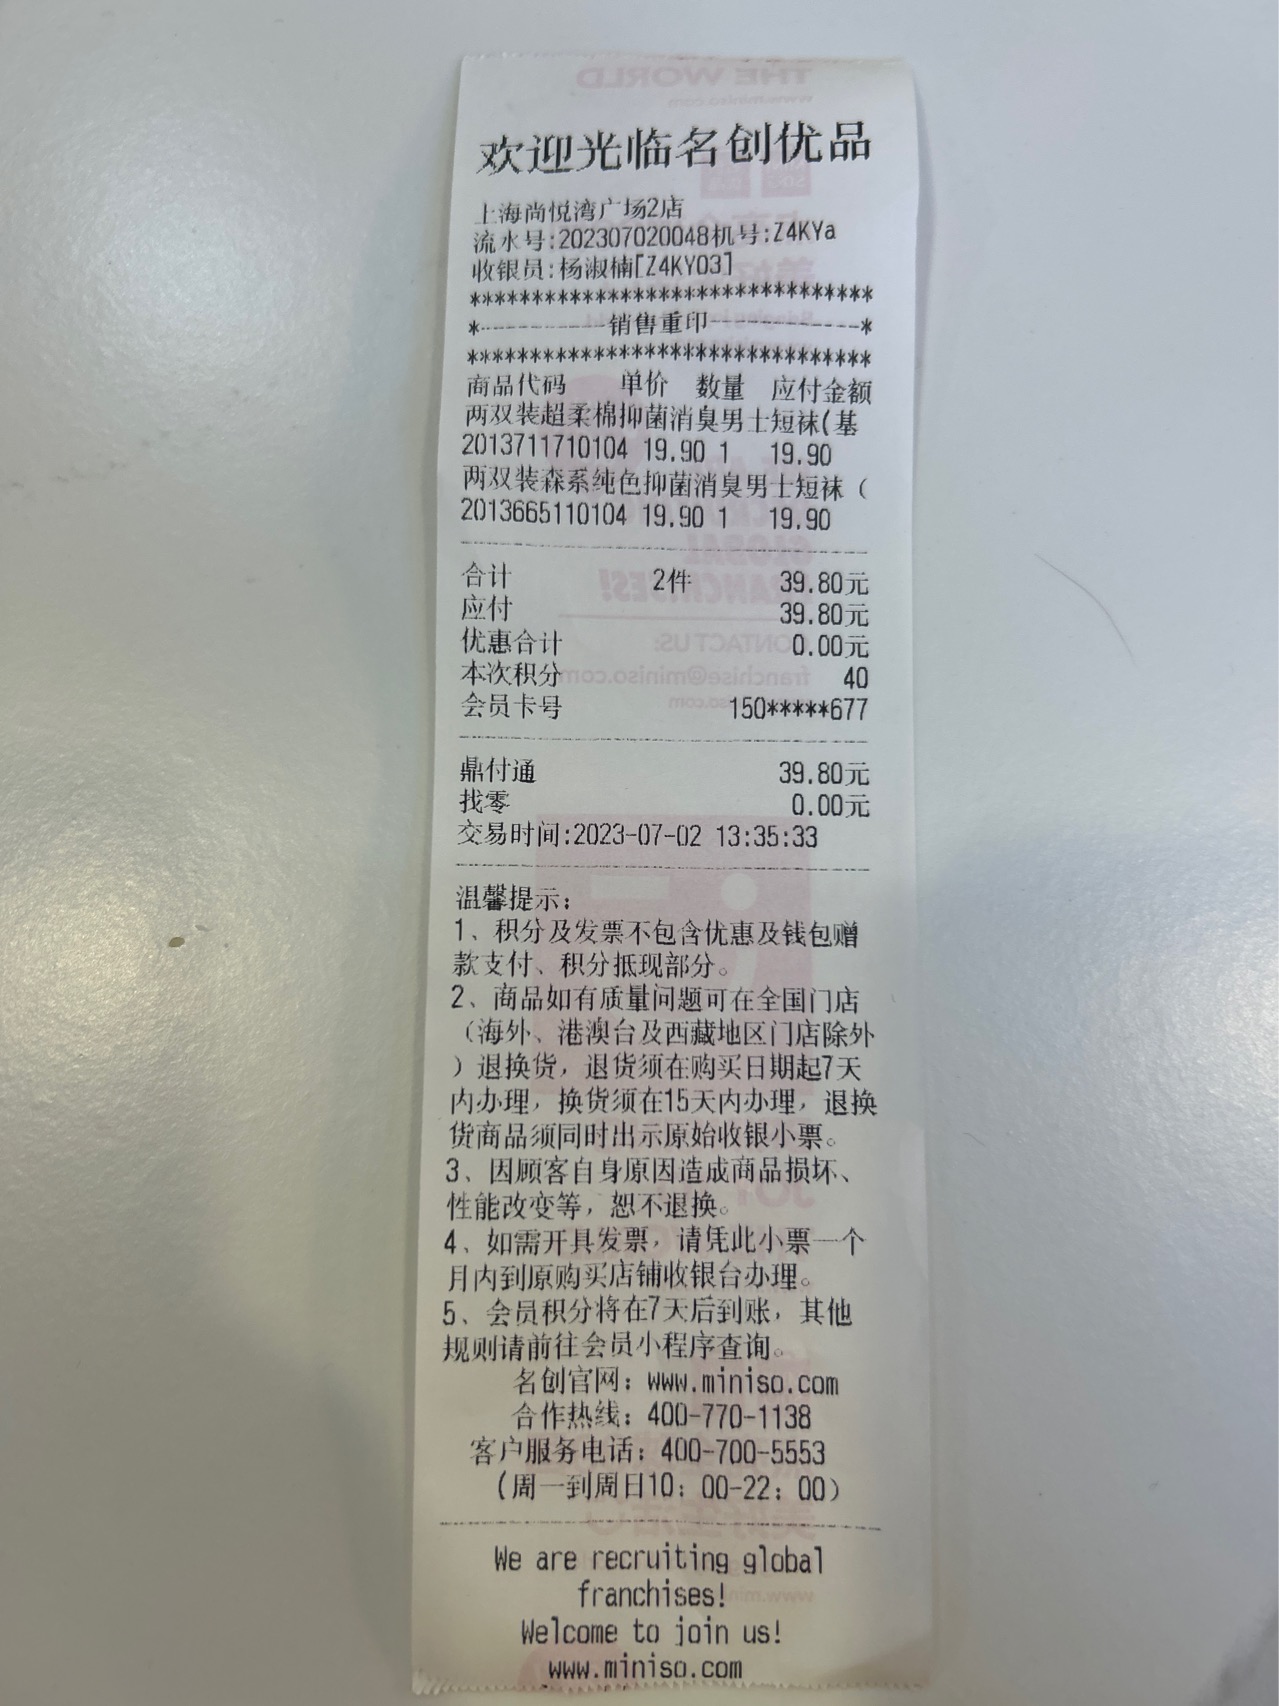 欢迎光临名创优品
上海尚悦湾广场2店
流水号:202307020048机号:Z4KYa
收银员:杨淑楠[Z4KY03]
********************************
*----------销售重印------------*
********************************
商品代码 单价 数量 应付金额
两双装超柔棉抑菌消臭男士短袜(基
2013711710104 19.90 1 19.90
两双装森系纯色抑菌消臭男士短袜（
2013665110104 19.90 1 19.90
合计 2件 39.80元
应付 39.80元
优惠合计 0.00元
本次积分 40
会员卡号 150*****677
鼎付通 39.80元
找零 0.00元
交易时间:2023-07-02 13:35:33
温馨提示：
1、积分及发票不包含优惠及钱包赠
款支付、积分抵现部分。
2、商品如有质量问题可在全国门店
（海外、港澳台及西藏地区门店除外
）退换货，退货须在购买日期起7天
内办理，换货须在15天内办理，退换
货商品须同时出示原始收银小票。
3、因顾客自身原因造成商品损坏、
性能改变等，恕不退换。
4、如需开具发票，请凭此小票一个
月内到原购买店铺收银台办理。
5、会员积分将在7天后到账，其他
规则请前往会员小程序查询。
名创官网：www.miniso.com
合作热线：400-770-1138
客户服务电话：400-700-5553
(周一到周日10：00-22：00）
We are recruiting global
franchises!
Welcome to join us!
www.miniso.com